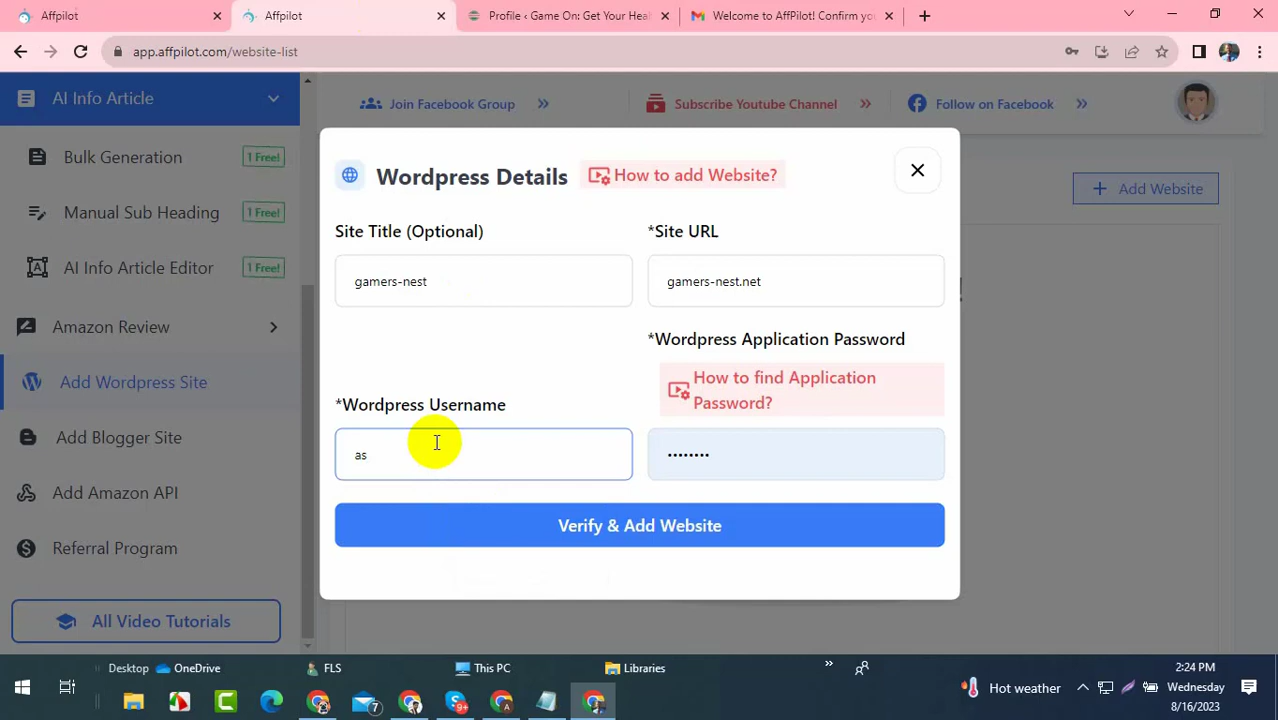 Affpilot
Affpilot
Profile ‹ Game On: Get Your Hea
Welcome to AffPilot! Confirm yo
app.affpilot.com/website-list
AI Info Article
Join Facebook Group
Subscribe Youtube Channel
Follow on Facebook
Bulk Generation
1 Free!
Manual Sub Heading
1 Free!
AI Info Article Editor
1 Free!
Amazon Review
Add Wordpress Site
Add Blogger Site
Add Amazon API
Referral Program
All Video Tutorials
Add Website
Wordpress Details
How to add Website?
Site Title (Optional)
*Site URL
gamers-nest
gamers-nest.net
!
*Wordpress Application Password
How to find Application
Password?
*Wordpress Username
as
••••••••
Verify & Add Website
Desktop
OneDrive
FLS
This PC
Libraries
7
9+
A
Hot weather
2:24 PM
Wednesday
8/16/2023